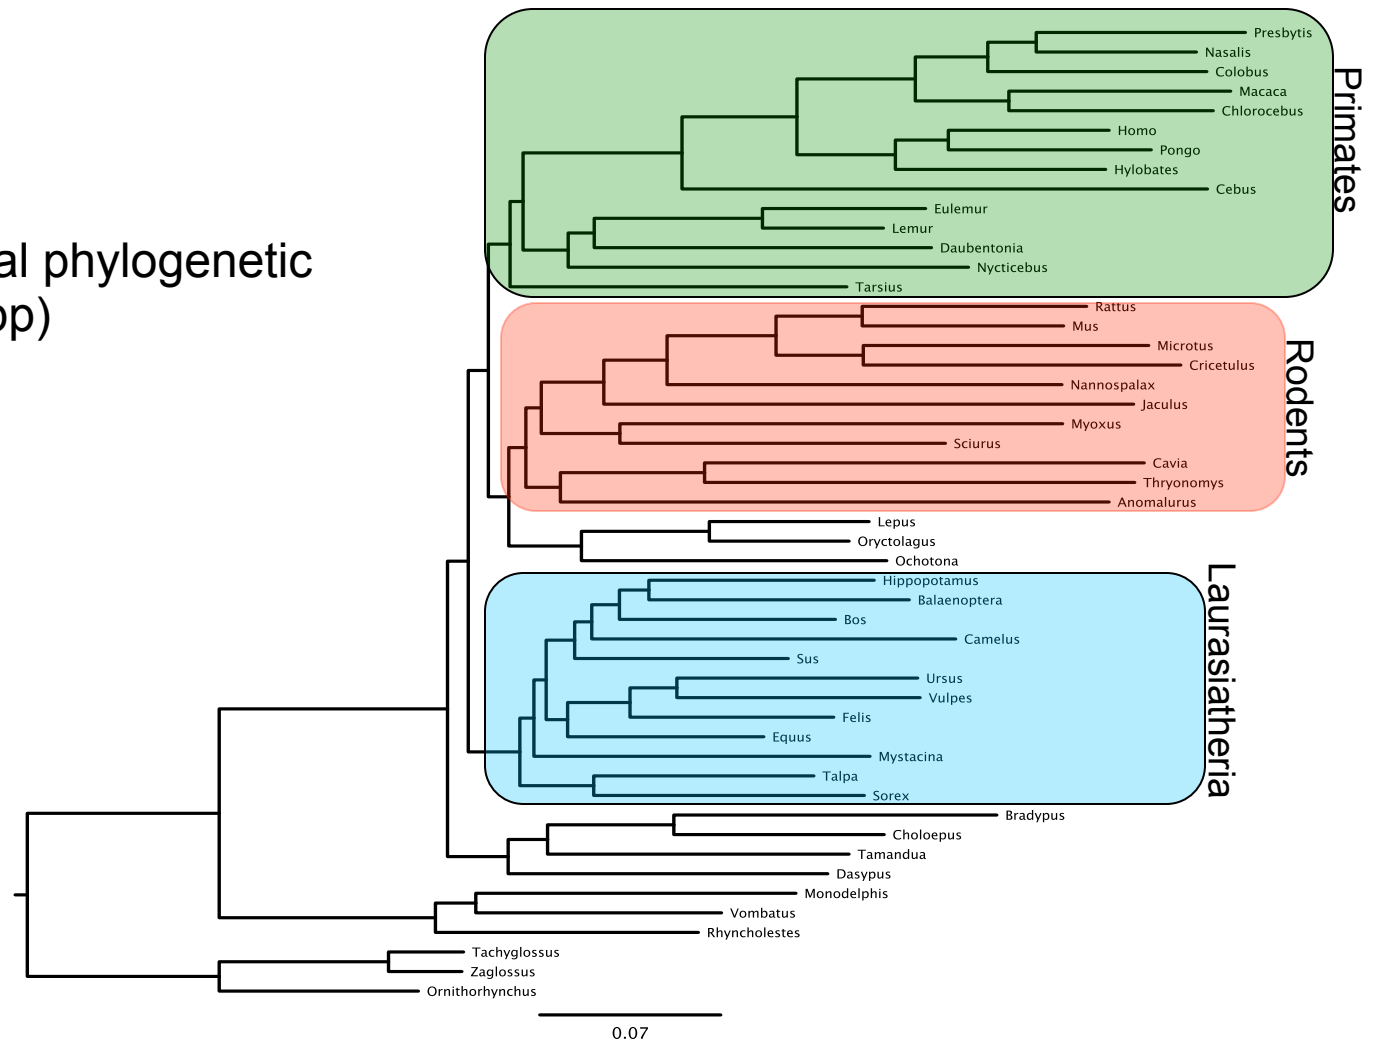 al phylogenetic
op)
Presbytis
Nasalis
Colobus
Macaca
Chlorocebus
Homo
Pongo
Hylobates
Cebus
Eulemur
Lemur
Daubentonia
Nycticebus
Tarsius
Primates
Rattus
Mus
Microtus
Cricetulus
Nannospalax
Jaculus
Myoxus
Sciurus
Cavia
Thryonomys
Anomalurus
Rodents
Lepus
Oryctolagus
Ochotona
Hippopotamus
Balaenoptera
Bos
Camelus
Sus
Ursus
Vulpes
Felis
Equus
Mystacina
Talpa
Sorex
Laurasiatheria
Bradypus
Choloepus
Tamandua
Dasypus
Monodelphis
Vombatus
Rhyncholestes
Tachyglossus
Zaglossus
Ornithorhynchus
0.07